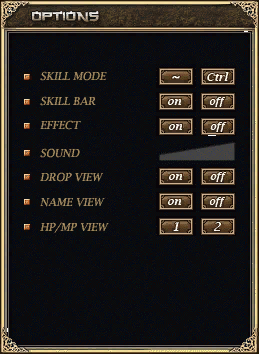 OPTIONS
SKILL MODE ~ Ctrl
SKILL BAR on off
EFFECT on off
SOUND
DROP VIEW on off
NAME VIEW on off
HP/MP VIEW 1 2